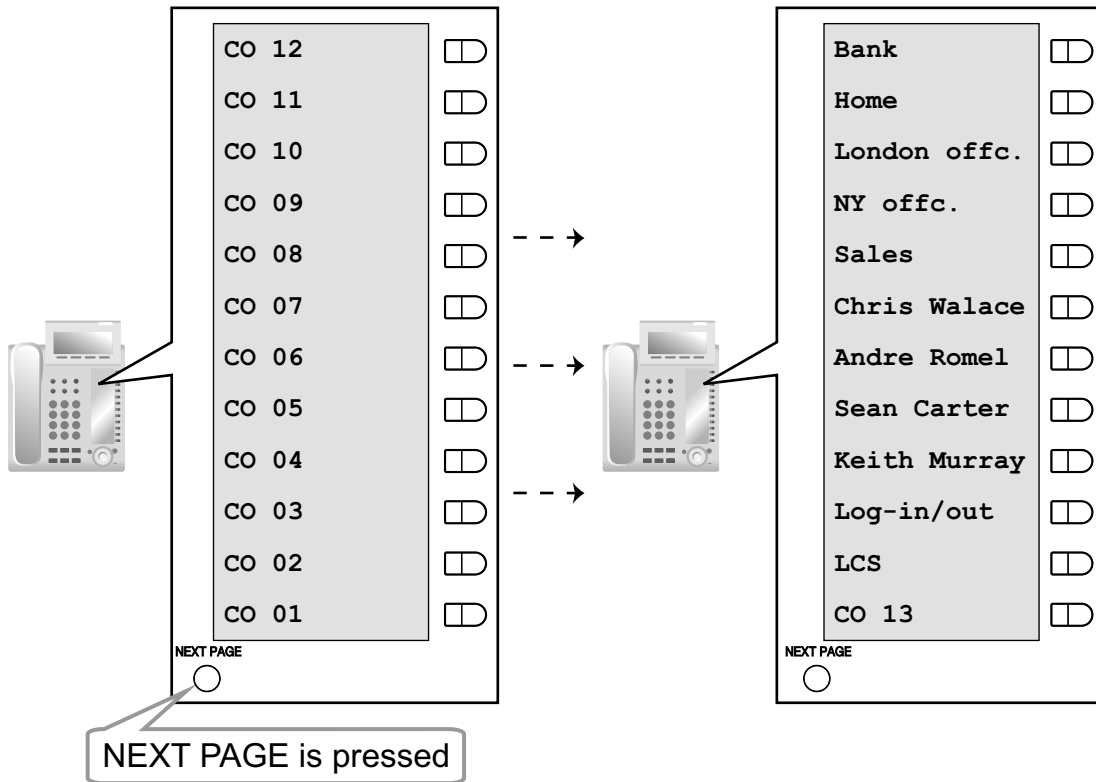 CO 12
CO 11
CO 10
CO 09
CO 08
CO 07
CO 06
CO 05
CO 04
CO 03
CO 02
CO 01
NEXT PAGE
NEXT PAGE is pressed
Bank
Home
London offc.
NY offc.
Sales
Chris Walace
Andre Romel
Sean Carter
Keith Murray
Log-in/out
LCS
CO 13
NEXT PAGE